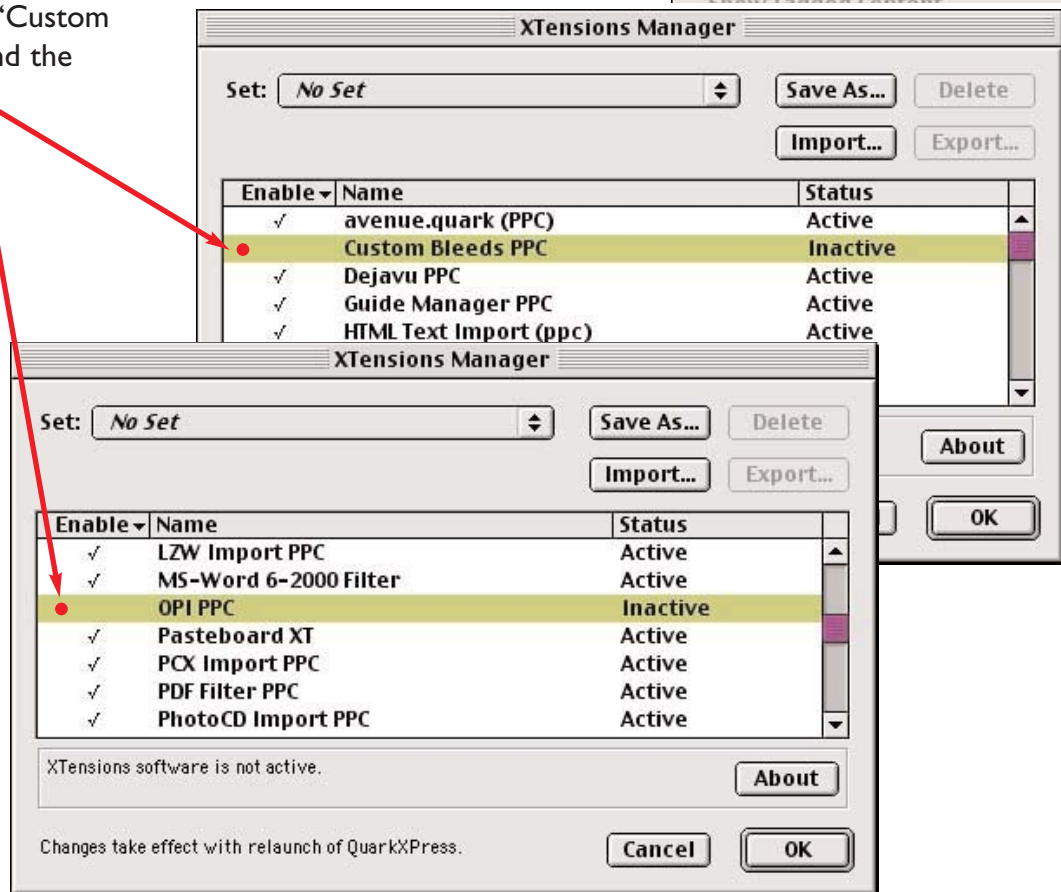 Show Tagged Content
“Custom
nd the
XTensions Manager
Set: No Set Save As... Delete
Import... Export...
Enable Name Status
✓ avenue.quark (PPC) Active
Custom Bleeds PPC Inactive
✓ Dejavu PPC Active
✓ Guide Manager PPC Active
✓ HTML Text Import (ppc) Active
About
OK
XTensions Manager
Set: No Set Save As... Delete
Import... Export...
Enable Name Status
✓ LZW Import PPC Active
✓ MS-Word 6-2000 Filter Active
OPI PPC Inactive
✓ Pasteboard XT Active
✓ PCX Import PPC Active
✓ PDF Filter PPC Active
✓ PhotoCD Import PPC Active
XTensions software is not active.
About
Changes take effect with relaunch of QuarkXPress. Cancel OK